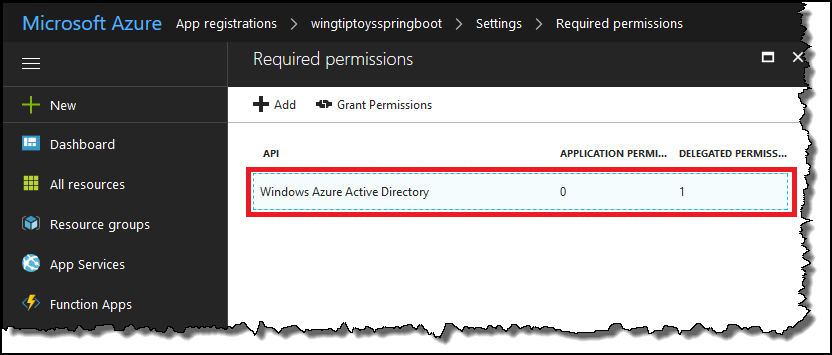 Microsoft Azure App registrations > wingtiptoysspringboot > Settings > Required permissions
Required permissions
New
Add Grant Permissions
Dashboard
API APPLICATION PERMI... DELEGATED PERMISS...
All resources
Windows Azure Active Directory 0 1
Resource groups
App Services
Function Apps